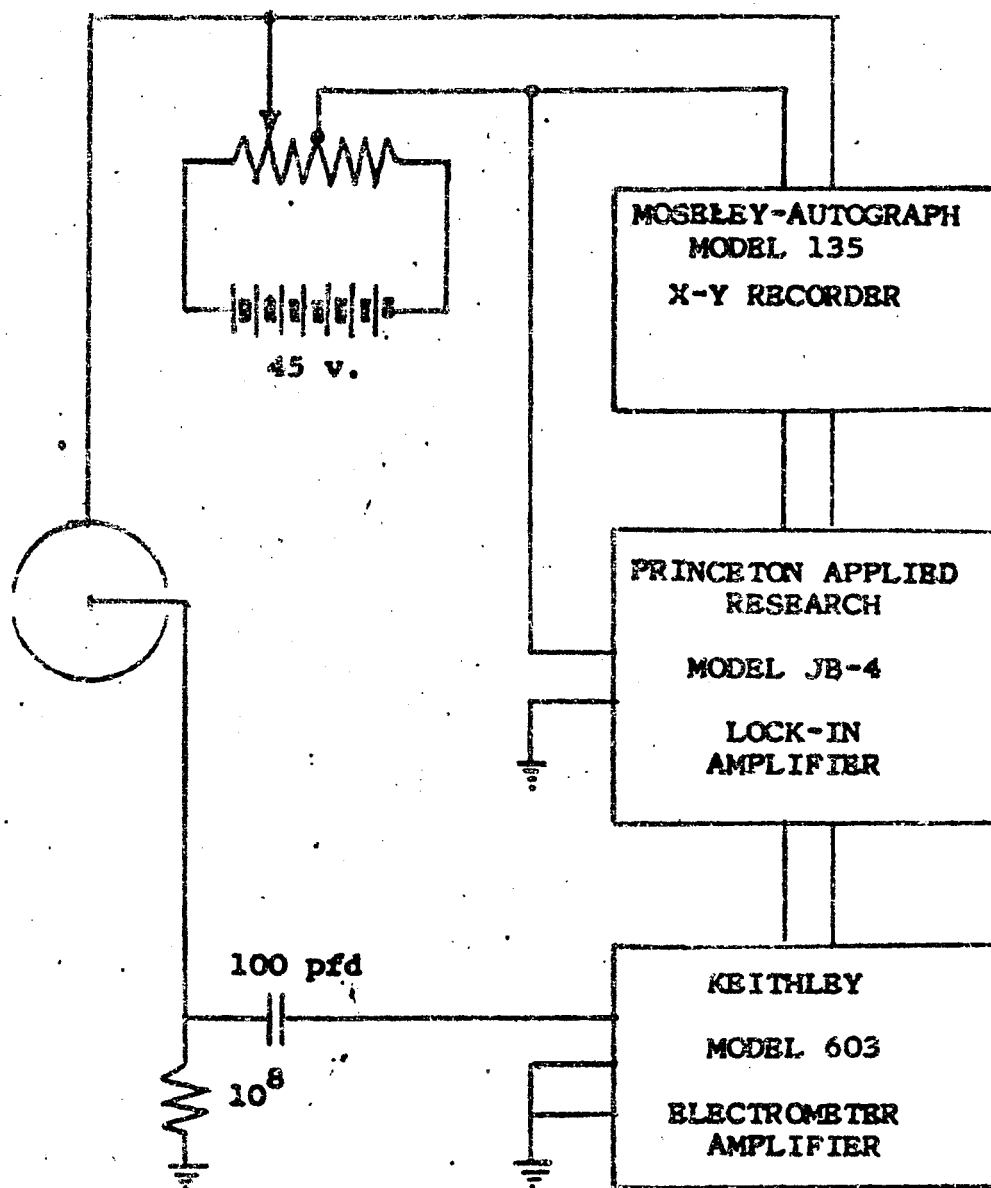 MOSELEY-AUTOGRAPH
MODEL 135
X-Y RECORDER
45 v.
PRINCETON APPLIED
RESEARCH
MODEL JB-4
LOCK-IN
AMPLIFIER
100 pfd
10⁸
KEITHLEY
MODEL 603
ELECTROMETER
AMPLIFIER